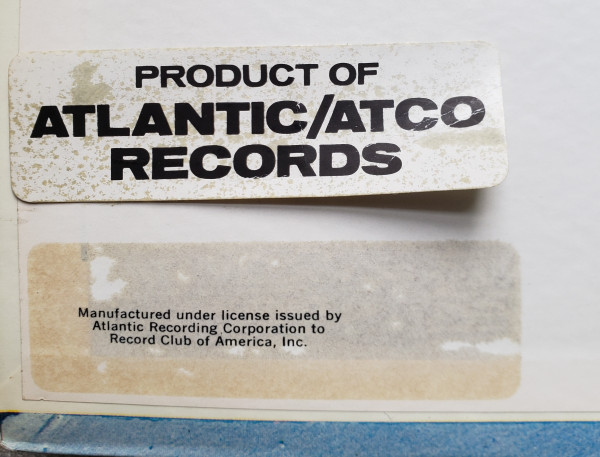 PRODUCT OF
ATLANTIC/ATCO
RECORDS
Manufactured under license issued by
Atlantic Recording Corporation to
Record Club of America, Inc.